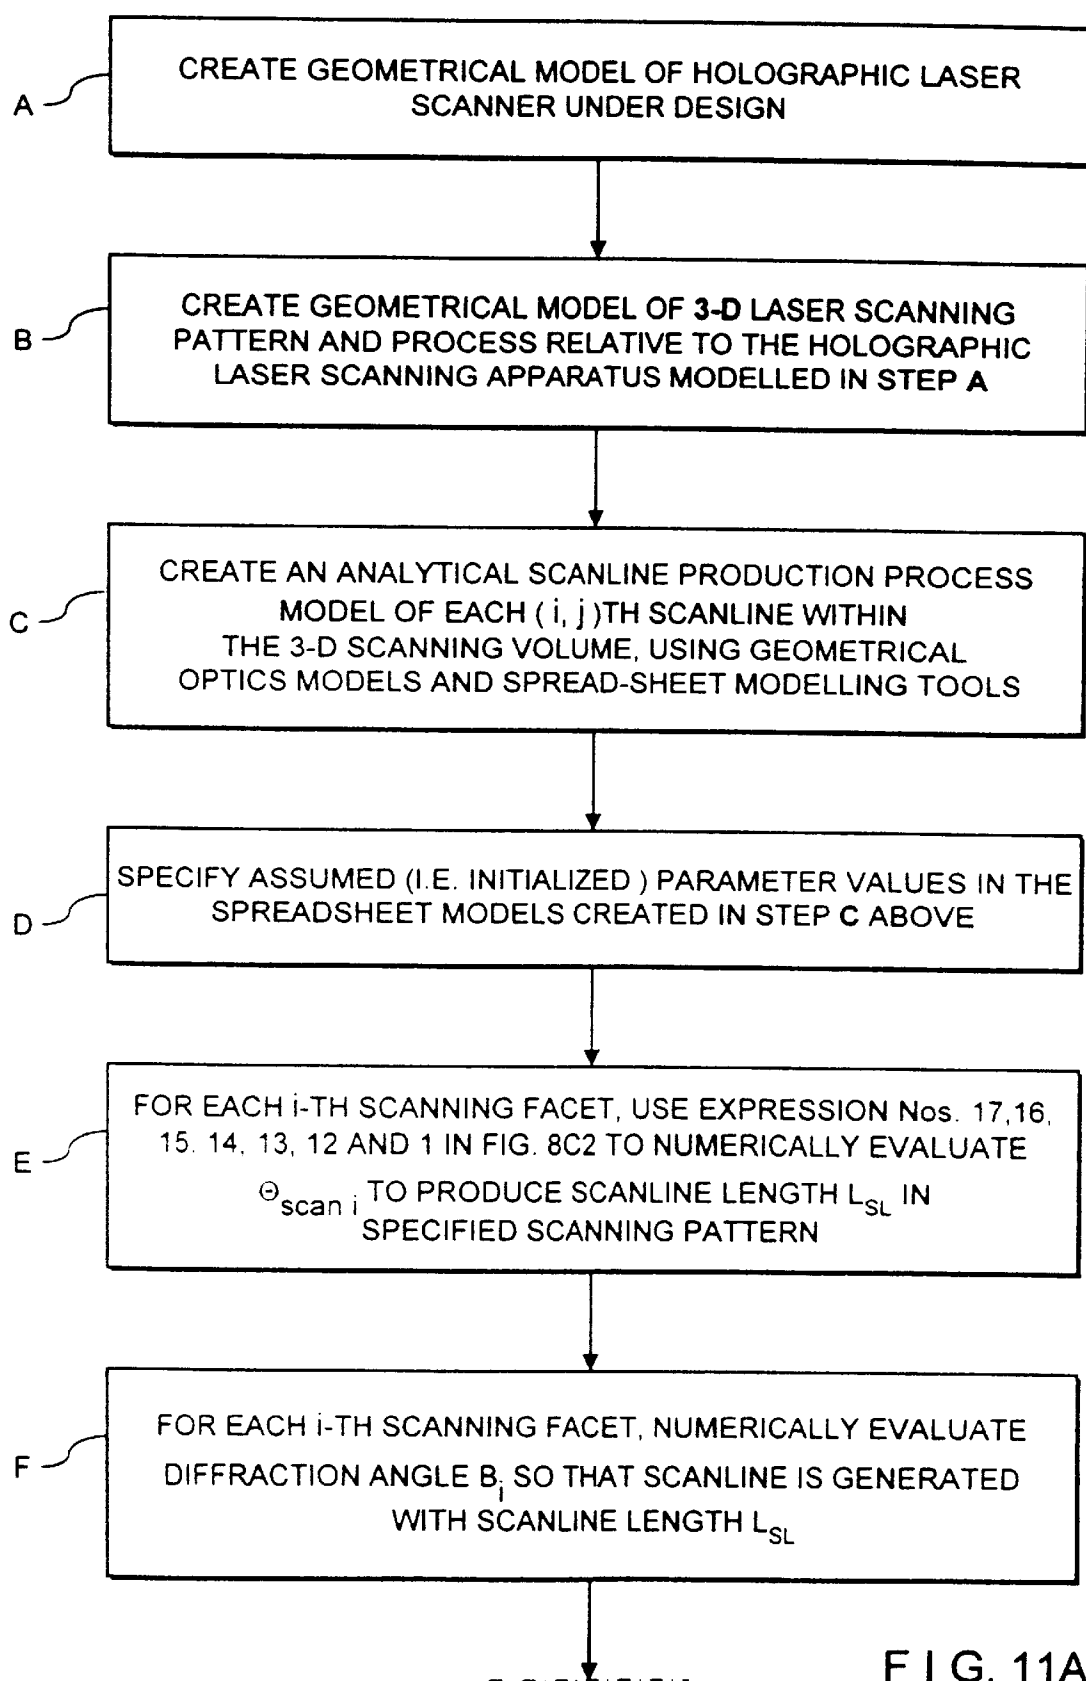 A
CREATE GEOMETRICAL MODEL OF HOLOGRAPHIC LASER
SCANNER UNDER DESIGN
B
CREATE GEOMETRICAL MODEL OF 3-D LASER SCANNING
PATTERN AND PROCESS RELATIVE TO THE HOLOGRAPHIC
LASER SCANNING APPARATUS MODELLED IN STEP A
C
CREATE AN ANALYTICAL SCANLINE PRODUCTION PROCESS
MODEL OF EACH ( i, j )TH SCANLINE WITHIN
THE 3-D SCANNING VOLUME, USING GEOMETRICAL
OPTICS MODELS AND SPREAD-SHEET MODELLING TOOLS
D
SPECIFY ASSUMED (I.E. INITIALIZED ) PARAMETER VALUES IN THE
SPREADSHEET MODELS CREATED IN STEP C ABOVE
E
FOR EACH i-TH SCANNING FACET, USE EXPRESSION Nos. 17,16,
15. 14, 13, 12 AND 1 IN FIG. 8C2 TO NUMERICALLY EVALUATE
Θscan i TO PRODUCE SCANLINE LENGTH LSL IN
SPECIFIED SCANNING PATTERN
F
FOR EACH i-TH SCANNING FACET, NUMERICALLY EVALUATE
DIFFRACTION ANGLE Bi SO THAT SCANLINE IS GENERATED
WITH SCANLINE LENGTH LSL
FIG. 11A